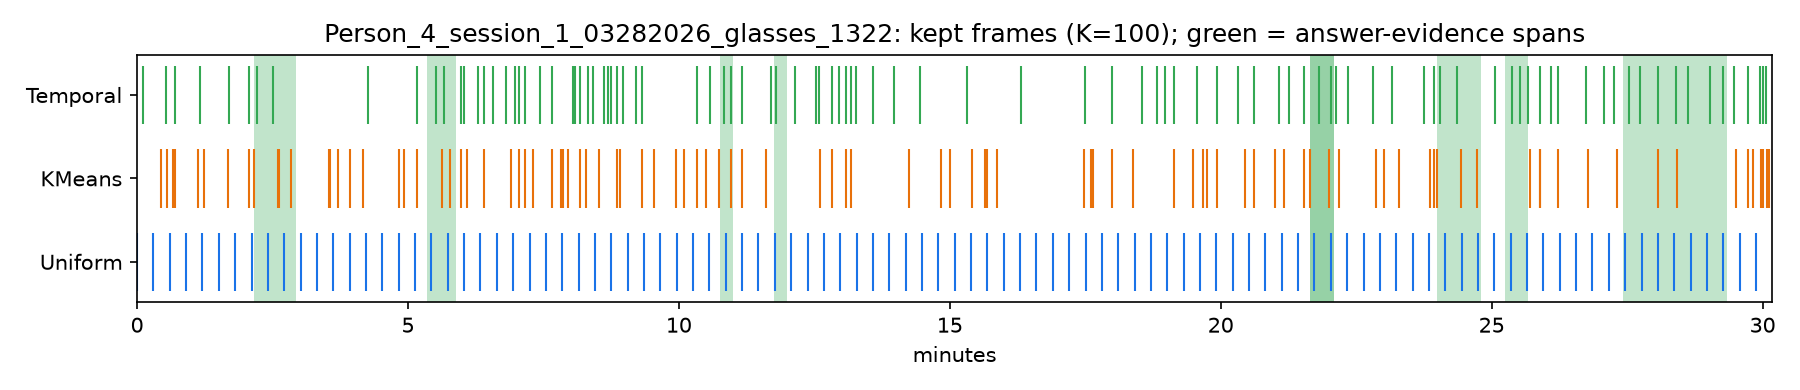 Person_4_session_1_03282026_glasses_1322: kept frames (K=100); green = answer-evidence spans
Temporal
KMeans
Uniform
0 5 10 15 20 25 30
minutes